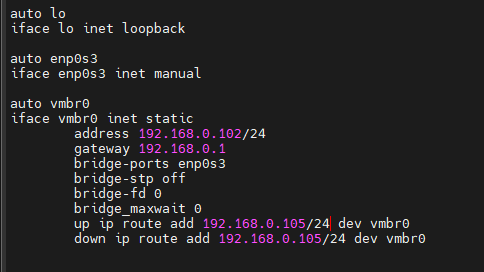 auto lo
iface lo inet loopback
auto enp0s3
iface enp0s3 inet manual
auto vmbr0
iface vmbr0 inet static
address 192.168.0.102/24
gateway 192.168.0.1
bridge-ports enp0s3
bridge-stp off
bridge-fd 0
bridge_maxwait 0
up ip route add 192.168.0.105/24 dev vmbr0
down ip route add 192.168.0.105/24 dev vmbr0